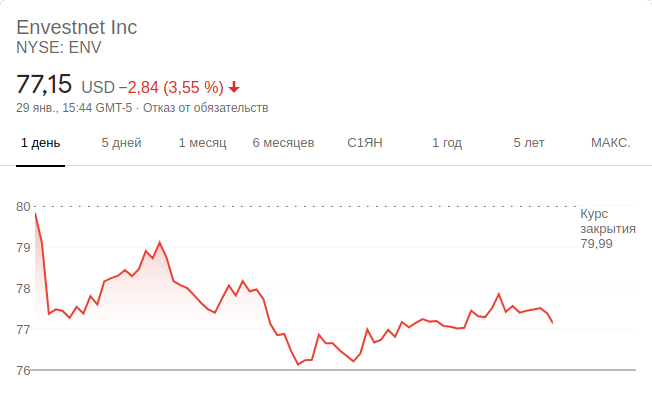 Envestnet Inc
NYSE: ENV
77,15 USD −2,84 (3,55 %)
29 янв., 15:44 GMT-5 · Отказ от обязательств
1 день 5 дней 1 месяц 6 месяцев С1ЯН 1 год 5 лет МАКС.
80
Курс
закрытия
79,99
79
78
77
76